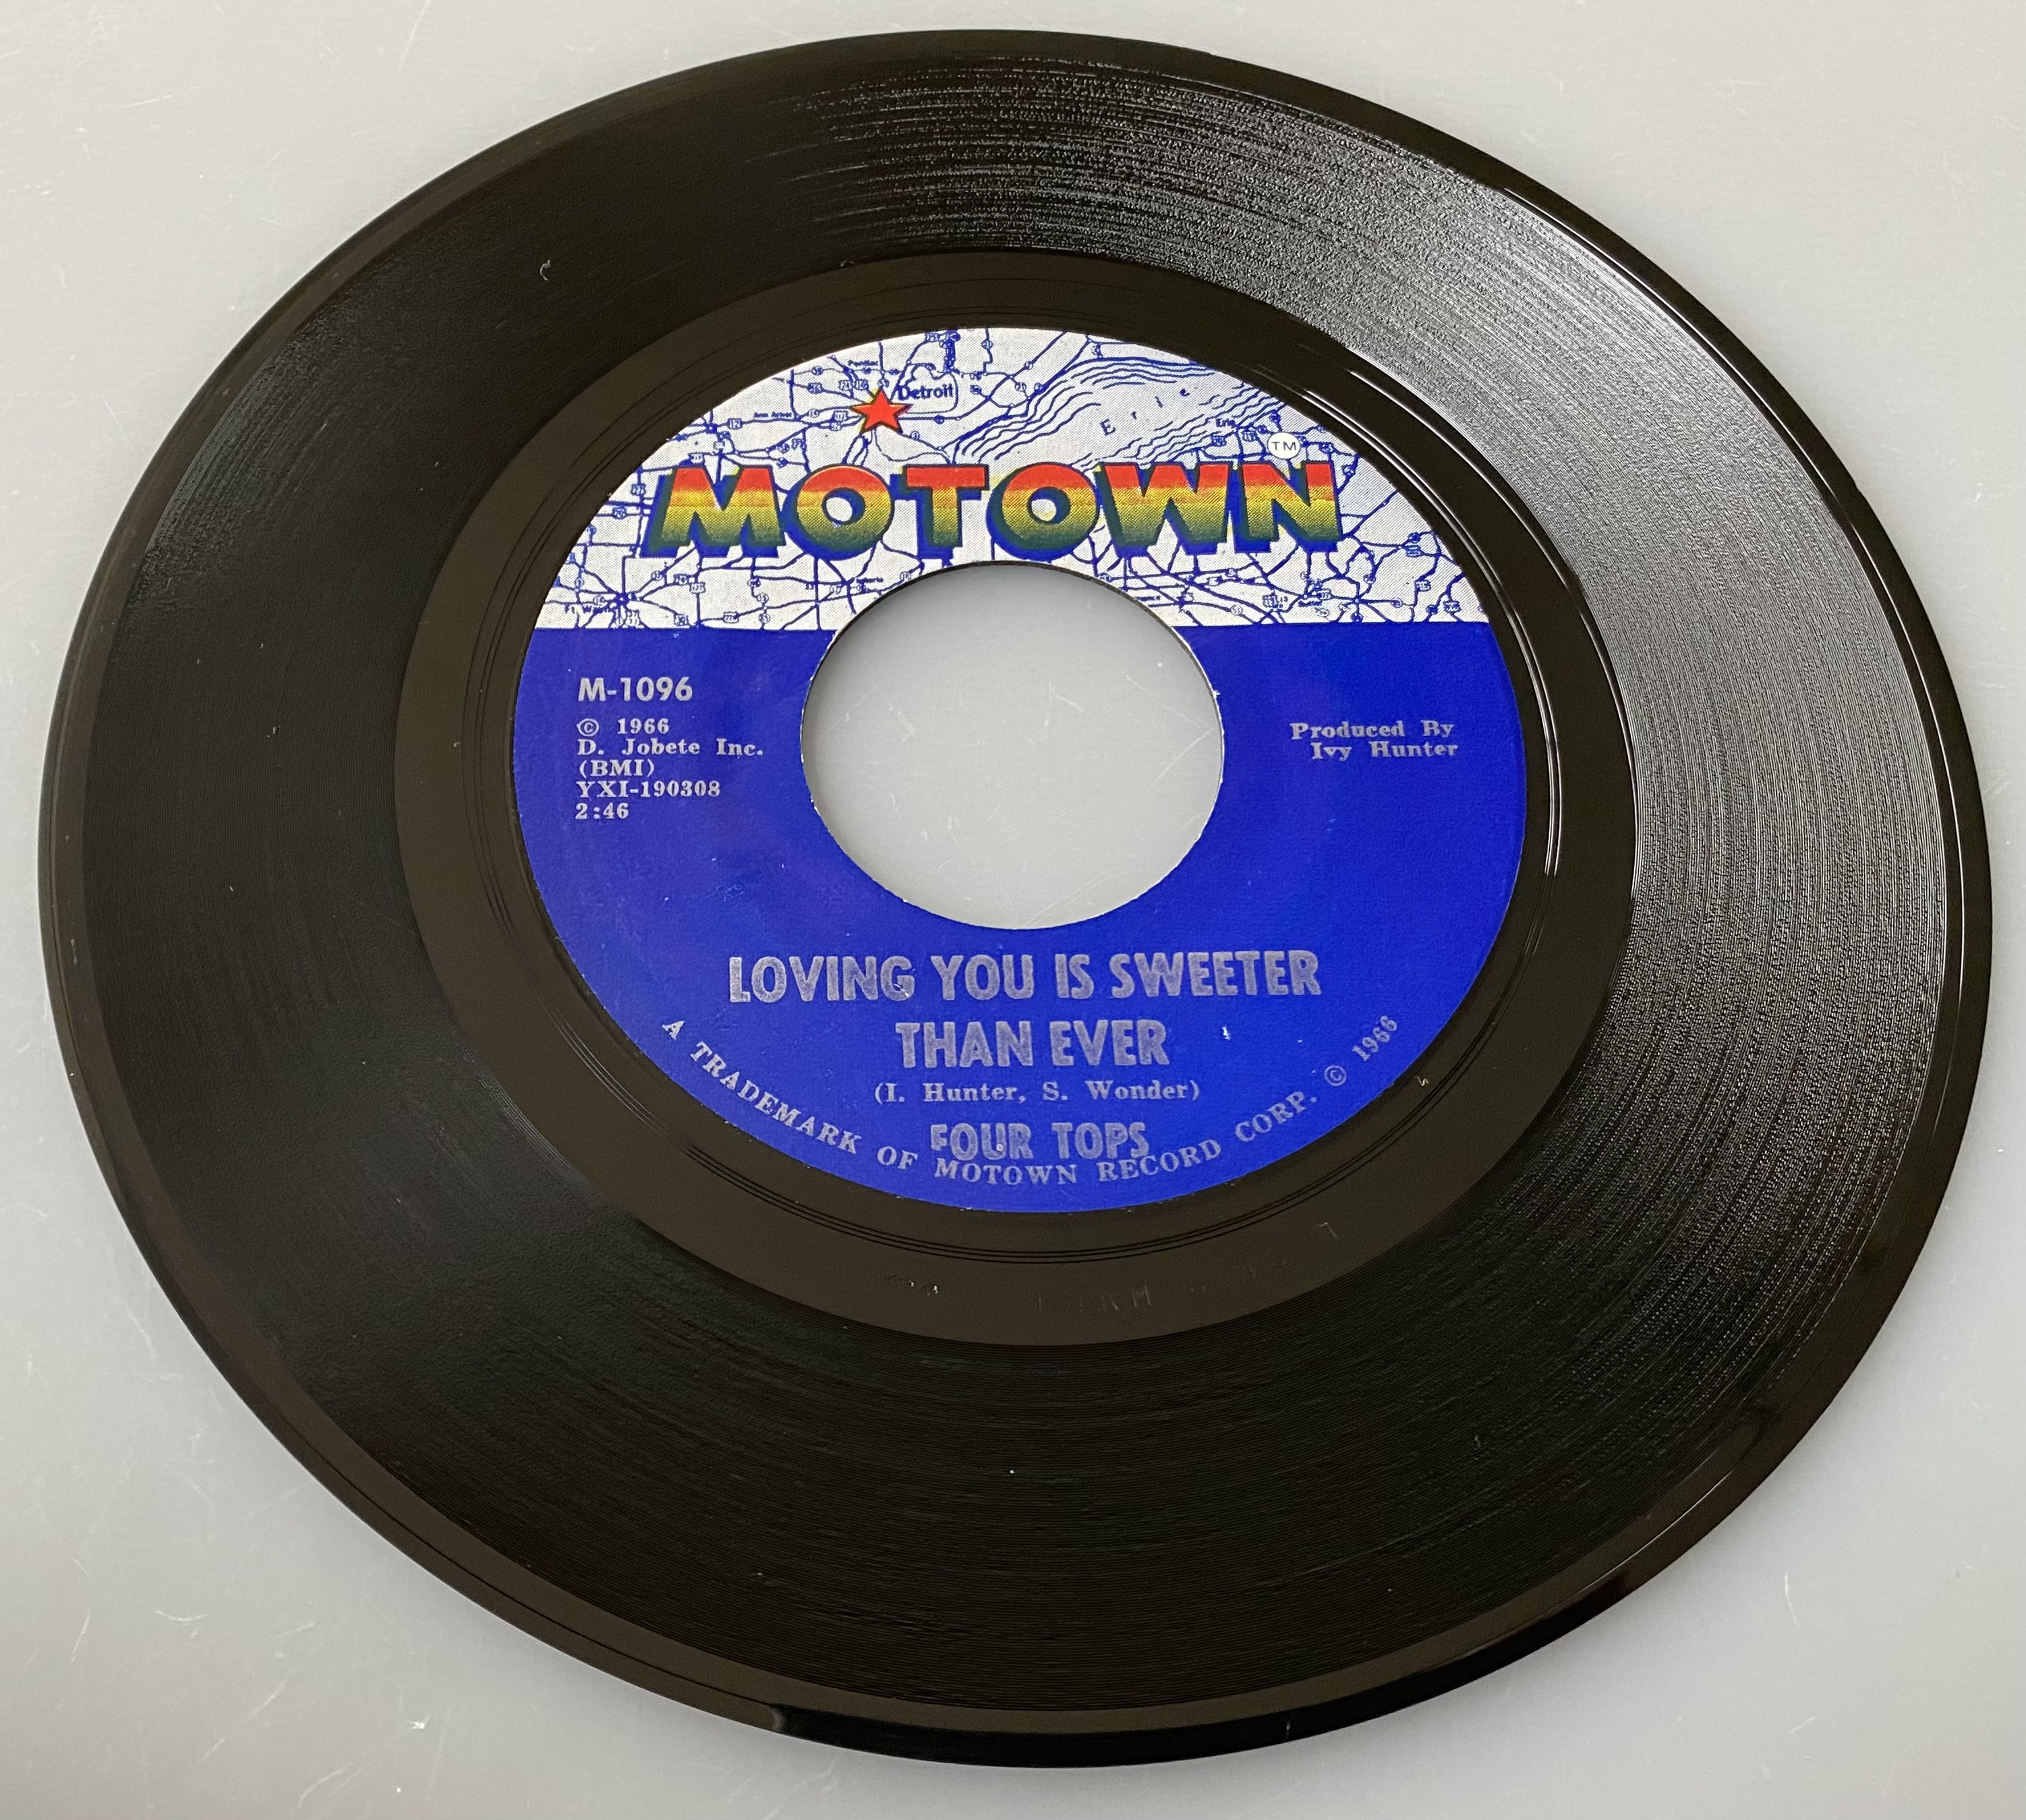 Detroit
Erie
TM
MOTOWN
M-1096
© 1966
D. Jobete Inc.
(BMI)
YXI-190308
2:46
Produced By
Ivy Hunter
LOVING YOU IS SWEETER
THAN EVER
(I. Hunter, S. Wonder)
FOUR TOPS
A TRADEMARK OF MOTOWN RECORD CORP. © 1966